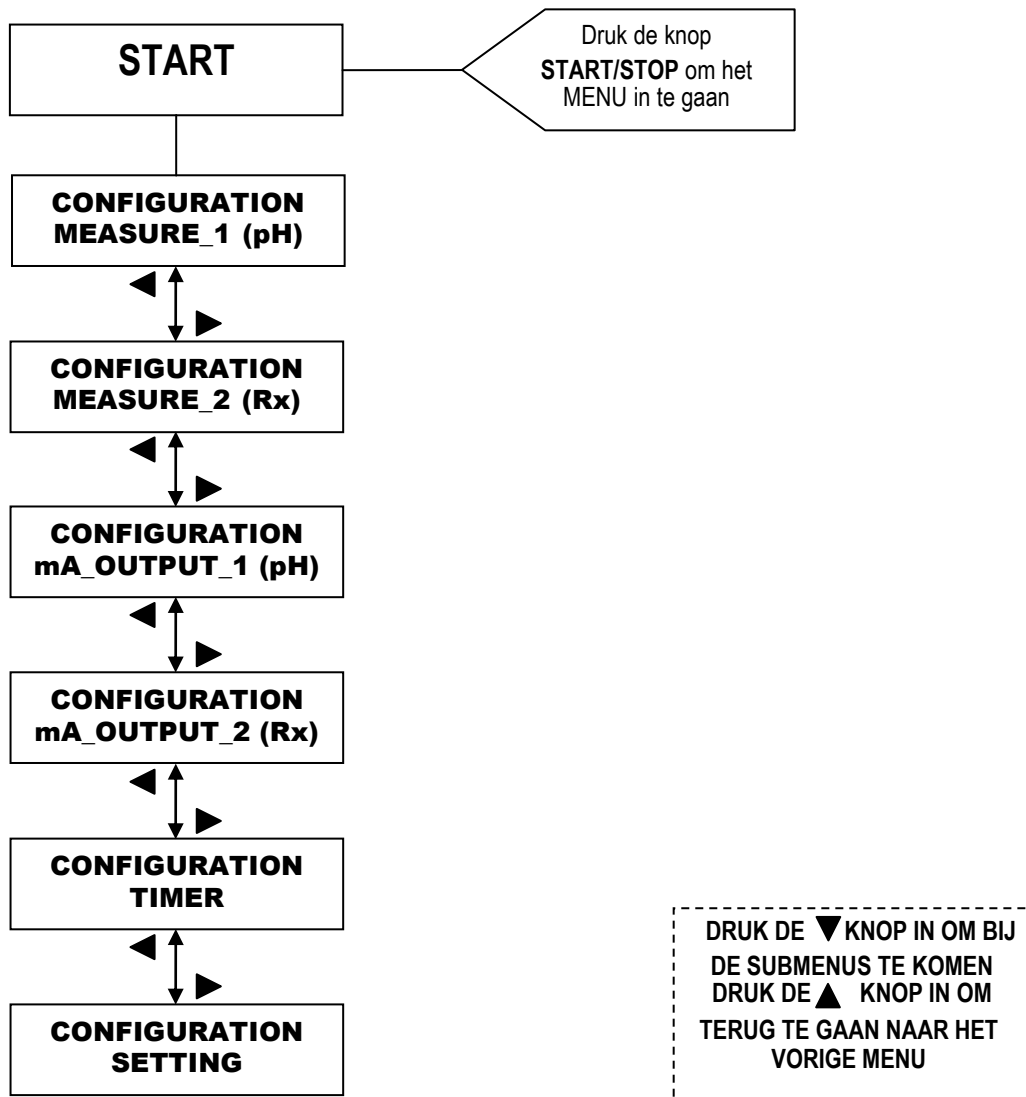 START
Druk de knop
START/STOP om het
MENU in te gaan
CONFIGURATION
MEASURE_1 (pH)
CONFIGURATION
MEASURE_2 (Rx)
CONFIGURATION
mA_OUTPUT_1 (pH)
CONFIGURATION
mA_OUTPUT_2 (Rx)
CONFIGURATION
TIMER
CONFIGURATION
SETTING
DRUK DE ▼ KNOP IN OM BIJ
DE SUBMENUS TE KOMEN
DRUK DE ▲ KNOP IN OM
TERUG TE GAAN NAAR HET
VORIGE MENU